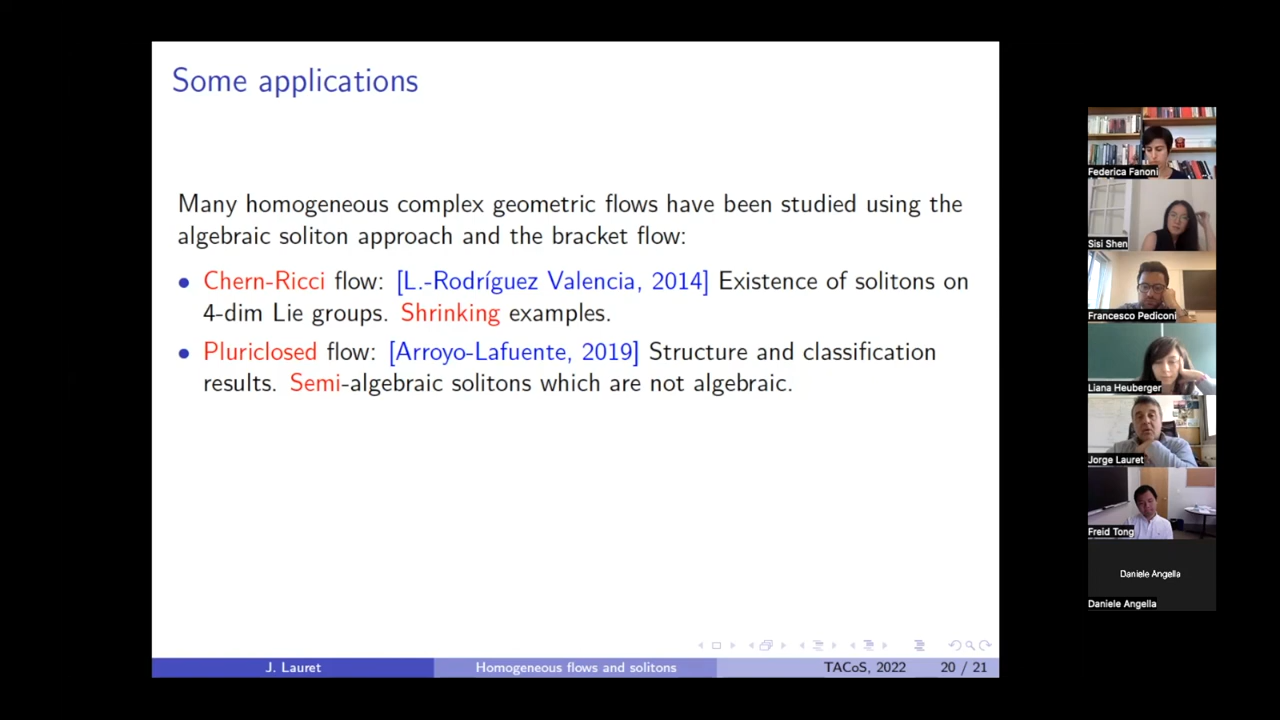 Some applications
Many homogeneous complex geometric flows have been studied using the
algebraic soliton approach and the bracket flow:
• Chern-Ricci flow: [L.-Rodríguez Valencia, 2014] Existence of solitons on
4-dim Lie groups. Shrinking examples.
• Pluriclosed flow: [Arroyo-Lafuente, 2019] Structure and classification
results. Semi-algebraic solitons which are not algebraic.
J. Lauret
Homogeneous flows and solitons
TACoS, 2022
20 / 21
Federica Fanoni
Sisi Shen
Francesco Pediconi
Liana Heuberger
Jorge Lauret
Freid Tong
Daniele Angella
Daniele Angella